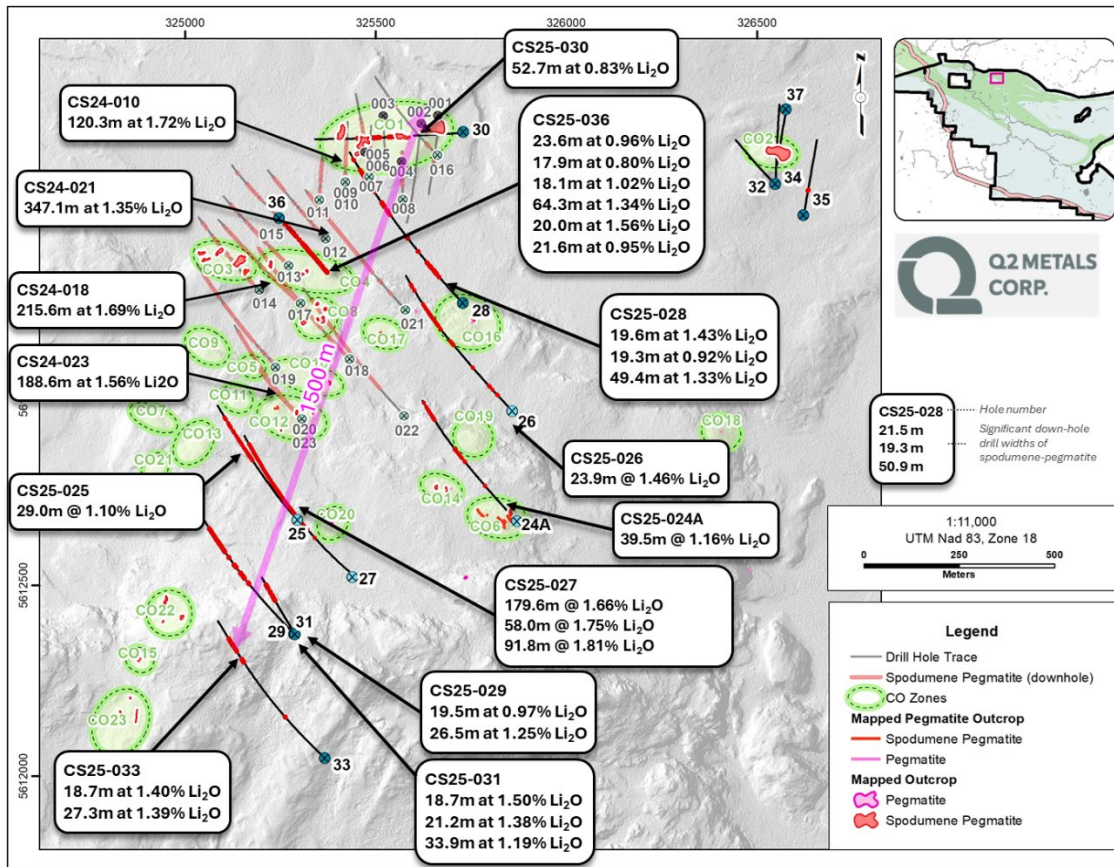 325000
325500
326000
326500
CS25-030
52.7m at 0.83% Li₂O
CS24-010
120.3m at 1.72% Li₂O
CS25-036
23.6m at 0.96% Li₂O
17.9m at 0.80% Li₂O
18.1m at 1.02% Li₂O
64.3m at 1.34% Li₂O
20.0m at 1.56% Li₂O
21.6m at 0.95% Li₂O
CS24-021
347.1m at 1.35% Li₂O
003
001
002
CO1
30
005
006
004
016
007
009
010
008
011
36
015
012
37
CO2
32
34
35
z
Q2 METALS
CORP.
CO3
013
CO4
014
017
CO8
021
28
CO16
CS24-018
215.6m at 1.69% Li₂O
CS25-028
19.6m at 1.43% Li₂O
19.3m at 0.92% Li₂O
49.4m at 1.33% Li₂O
CO9
CO17
CO5
019
CO1
018
CS24-023
188.6m at 1.56% Li2O
1500 m
CO11
CO7
CO12
020
023
022
CO13
CO21
CO19
26
CO18
CS25-028
21.5 m
19.3 m
50.9 m
Hole number
Significant down-hole
drill widths of
spodumene-pegmatite
CS25-026
23.9m @ 1.46% Li₂O
CS25-025
29.0m @ 1.10% Li₂O
CO14
CO6
24A
CO20
25
27
CS25-024A
39.5m @ 1.16% Li₂O
1:11,000
UTM Nad 83, Zone 18
0
250
500
Meters
5612500
CS25-027
179.6m @ 1.66% Li₂O
58.0m @ 1.75% Li₂O
91.8m @ 1.81% Li₂O
CO22
CO15
CO23
31
29
33
CS25-029
19.5m at 0.97% Li₂O
26.5m at 1.25% Li₂O
5612000
CS25-033
18.7m at 1.40% Li₂O
27.3m at 1.39% Li₂O
CS25-031
18.7m at 1.50% Li₂O
21.2m at 1.38% Li₂O
33.9m at 1.19% Li₂O
Legend
Drill Hole Trace
Spodumene Pegmatite (downhole)
CO Zones
Mapped Pegmatite Outcrop
Spodumene Pegmatite
Pegmatite
Mapped Outcrop
Pegmatite
Spodumene Pegmatite